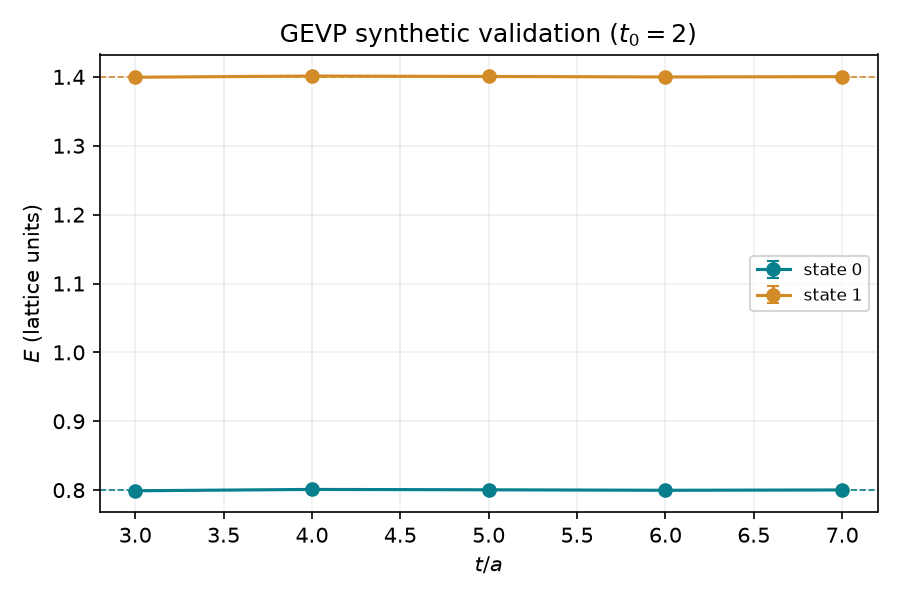 GEVP synthetic validation (t₀ = 2)
E (lattice units)
1.4
1.3
1.2
1.1
1.0
0.9
0.8
state 0
state 1
3.0 3.5 4.0 4.5 5.0 5.5 6.0 6.5 7.0
t/a